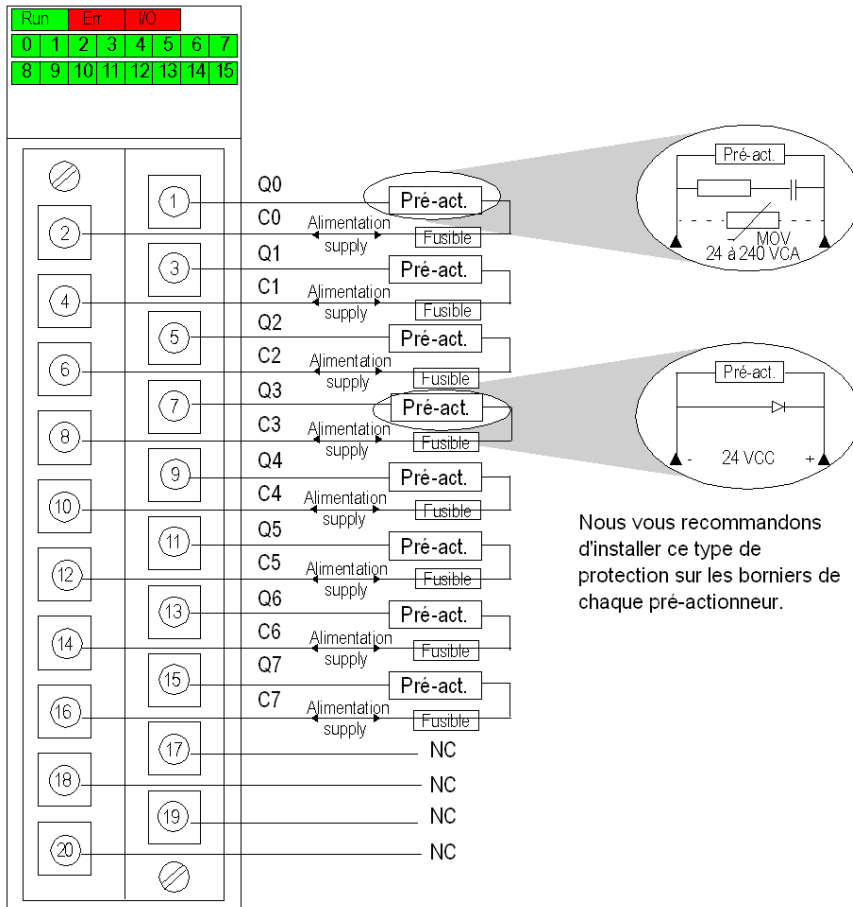 Run Err I/O
0 1 2 3 4 5 6 7
8 9 10 11 12 13 14 15
Pré-act.
MOV
24 à 240 VCA
1
Q0
Pré-act.
2
C0
Alimentation
supply
Fusible
3
Q1
Pré-act.
4
C1
Alimentation
supply
Fusible
5
Q2
Pré-act.
6
C2
Alimentation
supply
Fusible
7
Q3
Pré-act.
8
C3
Alimentation
supply
Fusible
Pré-act.
- 24 VCC +
9
Q4
Pré-act.
10
C4
Alimentation
supply
Fusible
11
Q5
Pré-act.
12
C5
Alimentation
supply
Fusible
13
Q6
Pré-act.
14
C6
Alimentation
supply
Fusible
15
Q7
Pré-act.
16
C7
Alimentation
supply
Fusible
17
NC
18
NC
19
NC
20
NC
Nous vous recommandons
d'installer ce type de
protection sur les borniers de
chaque pré-actionneur.